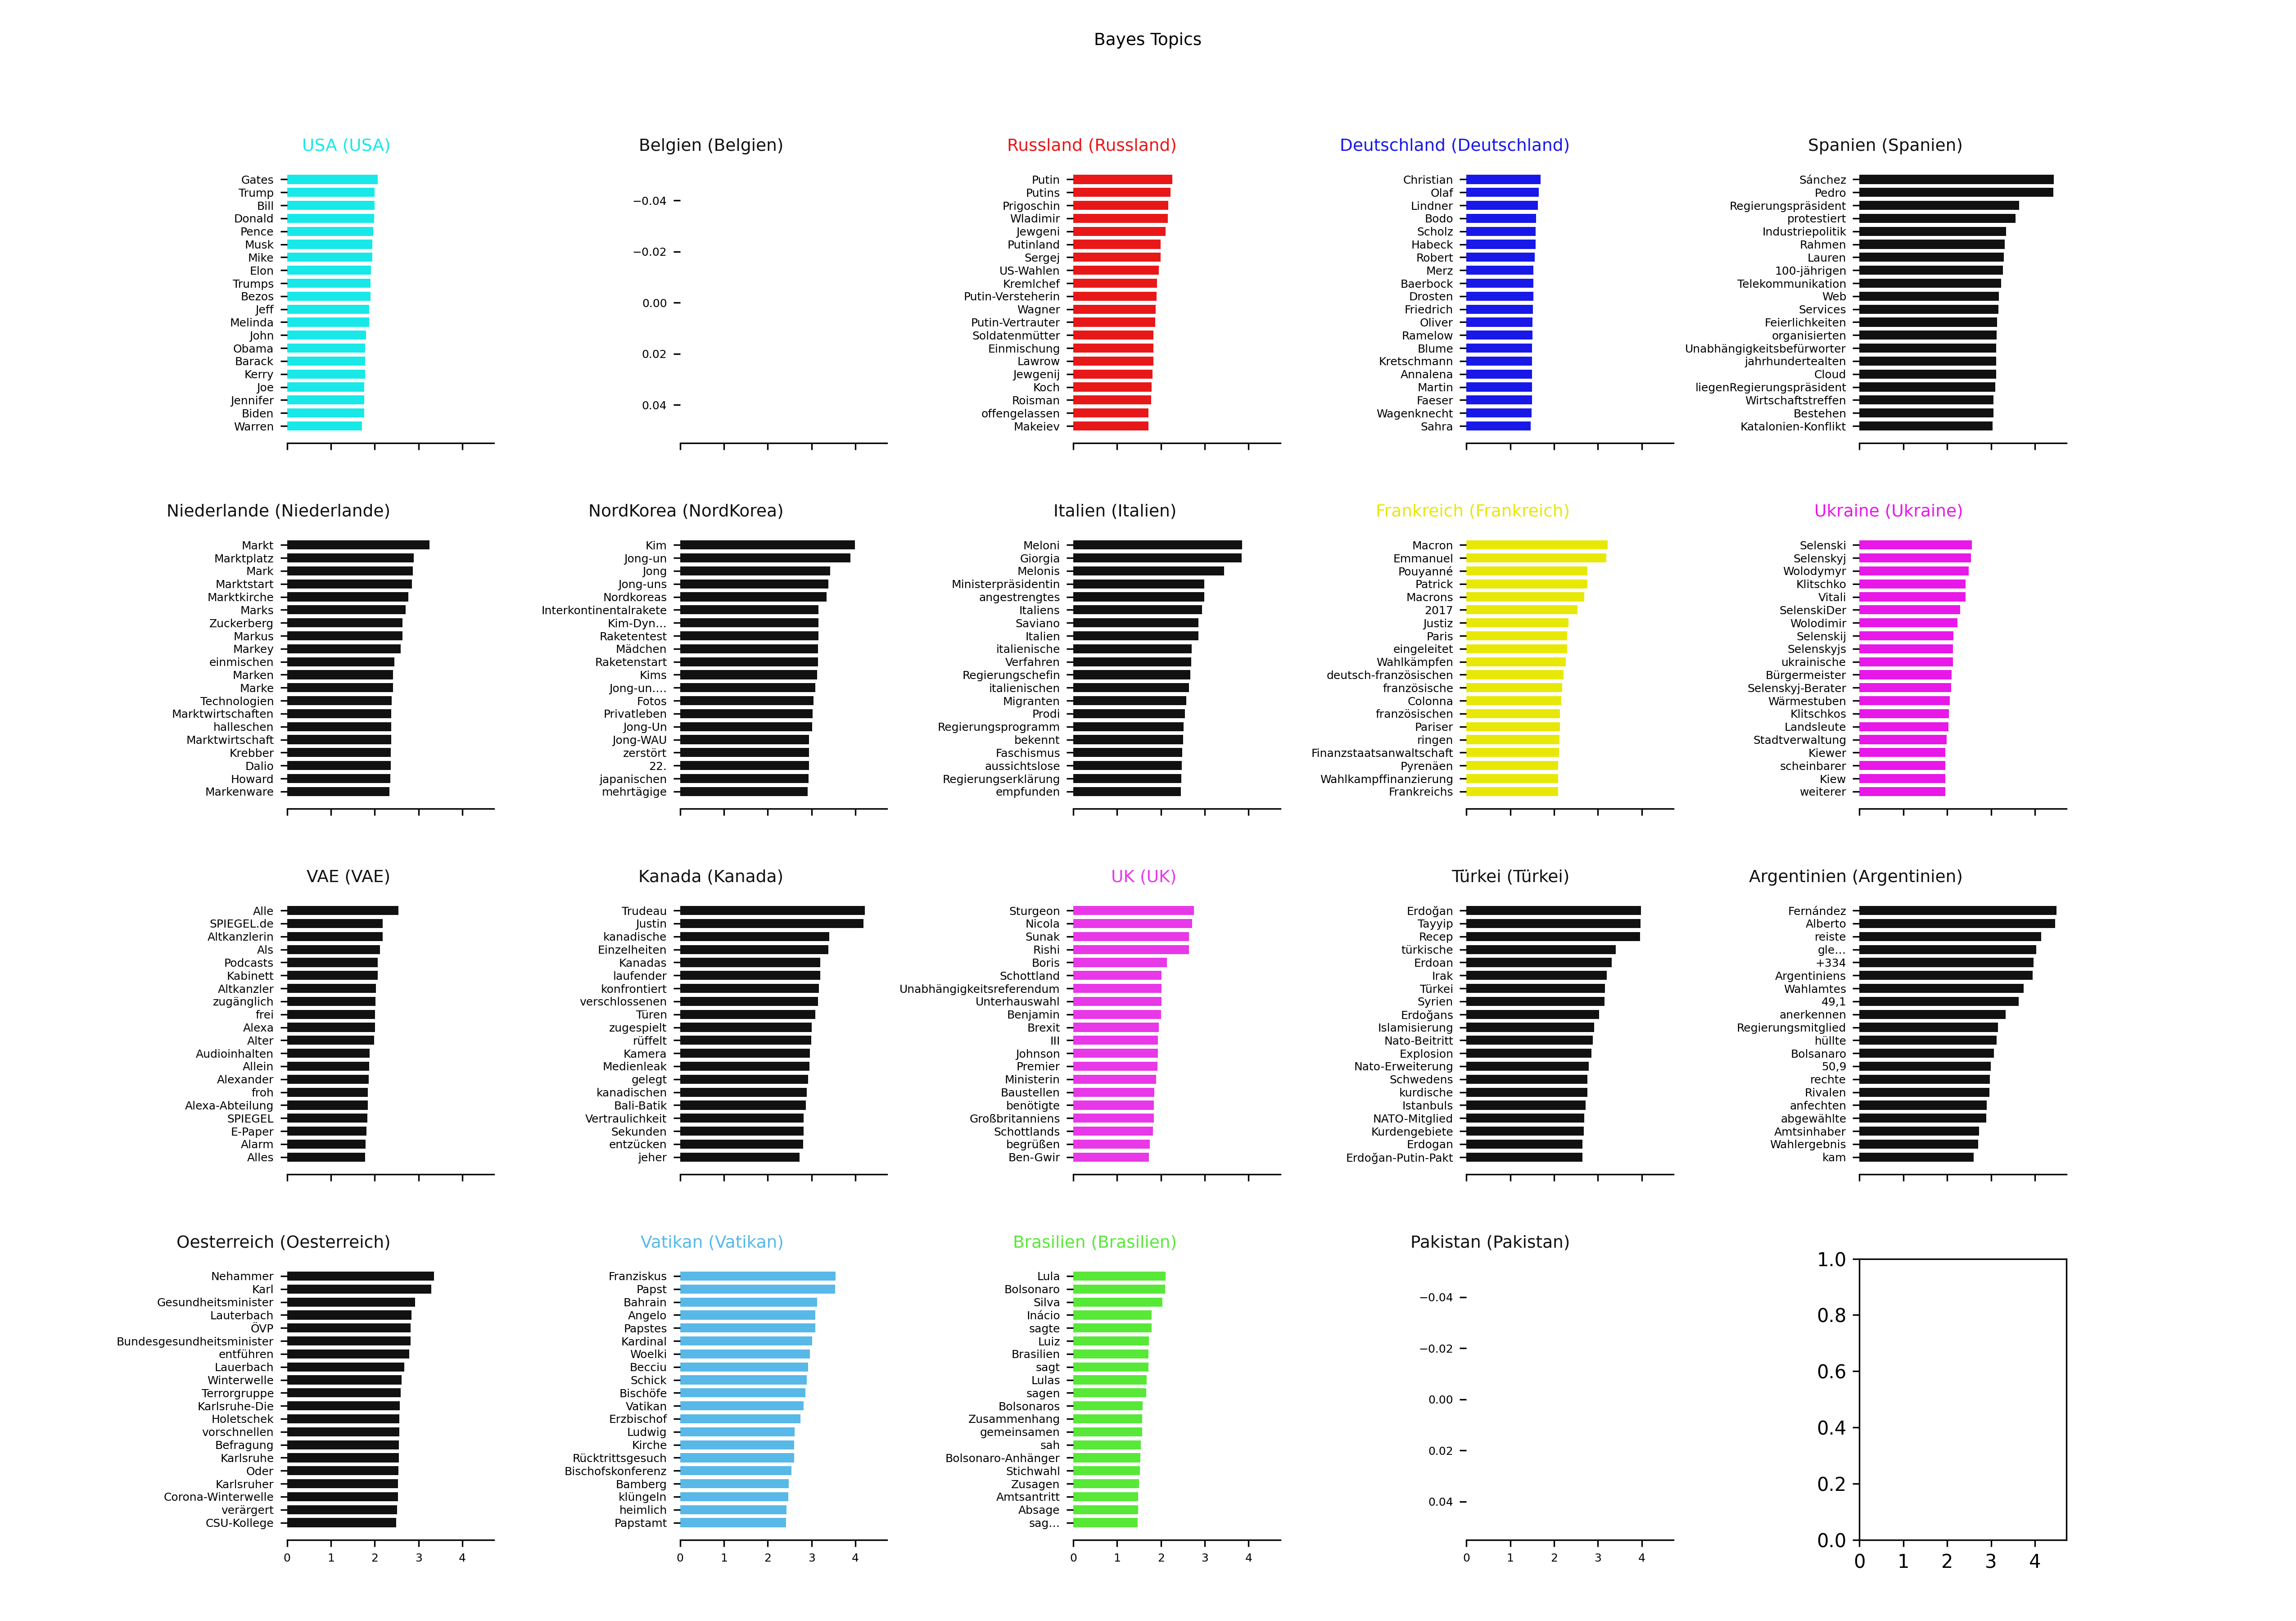 Bayes Topics
USA (USA)
Gates
Trump
Bill
Donald
Pence
Musk
Mike
Elon
Trumps
Bezos
Jeff
Melinda
John
Obama
Barack
Kerry
Joe
Jennifer
Biden
Warren
Belgien (Belgien)
−0.04
−0.02
0.00
0.02
0.04
Russland (Russland)
Putin
Putins
Prigoschin
Wladimir
Jewgeni
Putinland
Sergej
US-Wahlen
Kremlchef
Putin-Versteherin
Wagner
Putin-Vertrauter
Soldatenmütter
Einmischung
Lawrow
Jewgenij
Koch
Roisman
offengelassen
Makeiev
Deutschland (Deutschland)
Christian
Olaf
Lindner
Bodo
Scholz
Habeck
Robert
Merz
Baerbock
Drosten
Friedrich
Oliver
Ramelow
Blume
Kretschmann
Annalena
Martin
Faeser
Wagenknecht
Sahra
Spanien (Spanien)
Sánchez
Pedro
Regierungspräsident
protestiert
Industriepolitik
Rahmen
Lauren
100-jährigen
Telekommunikation
Web
Services
Feierlichkeiten
organisierten
Unabhängigkeitsbefürworter
jahrhundertealten
Cloud
liegenRegierungspräsident
Wirtschaftstreffen
Bestehen
Katalonien-Konflikt
Niederlande (Niederlande)
Markt
Marktplatz
Mark
Marktstart
Marktkirche
Marks
Zuckerberg
Markus
Markey
einmischen
Marken
Marke
Technologien
Marktwirtschaften
halleschen
Marktwirtschaft
Krebber
Dalio
Howard
Markenware
NordKorea (NordKorea)
Kim
Jong-un
Jong
Jong-uns
Nordkoreas
Interkontinentalrakete
Kim-Dyn...
Raketentest
Mädchen
Raketenstart
Kims
Jong-un....
Fotos
Privatleben
Jong-Un
Jong-WAU
zerstört
22.
japanischen
mehrtägige
Italien (Italien)
Meloni
Giorgia
Melonis
Ministerpräsidentin
angestrengtes
Italiens
Saviano
Italien
italienische
Verfahren
Regierungschefin
italienischen
Migranten
Prodi
Regierungsprogramm
bekennt
Faschismus
aussichtslose
Regierungserklärung
empfunden
Frankreich (Frankreich)
Macron
Emmanuel
Pouyanné
Patrick
Macrons
2017
Justiz
Paris
eingeleitet
Wahlkämpfen
deutsch-französischen
französische
Colonna
französischen
Pariser
ringen
Finanzstaatsanwaltschaft
Pyrenäen
Wahlkampffinanzierung
Frankreichs
Ukraine (Ukraine)
Selenski
Selenskyj
Wolodymyr
Klitschko
Vitali
SelenskiDer
Wolodimir
Selenskij
Selenskyjs
ukrainische
Bürgermeister
Selenskyj-Berater
Wärmestuben
Klitschkos
Landsleute
Stadtverwaltung
Kiewer
scheinbarer
Kiew
weiterer
VAE (VAE)
Alle
SPIEGEL.de
Altkanzlerin
Als
Podcasts
Kabinett
Altkanzler
zugänglich
frei
Alexa
Alter
Audioinhalten
Allein
Alexander
froh
Alexa-Abteilung
SPIEGEL
E-Paper
Alarm
Alles
Kanada (Kanada)
Trudeau
Justin
kanadische
Einzelheiten
Kanadas
laufender
konfrontiert
verschlossenen
Türen
zugespielt
rüffelt
Kamera
Medienleak
gelegt
kanadischen
Bali-Batik
Vertraulichkeit
Sekunden
entzücken
jeher
UK (UK)
Sturgeon
Nicola
Sunak
Rishi
Boris
Schottland
Unabhängigkeitsreferendum
Unterhauswahl
Benjamin
Brexit
III
Johnson
Premier
Ministerin
Baustellen
benötigte
Großbritanniens
Schottlands
begrüßen
Ben-Gwir
Türkei (Türkei)
Erdoğan
Tayyip
Recep
türkische
Erdoan
Irak
Türkei
Syrien
Erdoğans
Islamisierung
Nato-Beitritt
Explosion
Nato-Erweiterung
Schwedens
kurdische
Istanbuls
NATO-Mitglied
Kurdengebiete
Erdogan
Erdoğan-Putin-Pakt
Argentinien (Argentinien)
Fernández
Alberto
reiste
gle...
+334
Argentiniens
Wahlamtes
49,1
anerkennen
Regierungsmitglied
hüllte
Bolsanaro
50,9
rechte
Rivalen
anfechten
abgewählte
Amtsinhaber
Wahlergebnis
kam
Oesterreich (Oesterreich)
Nehammer
Karl
Gesundheitsminister
Lauterbach
ÖVP
Bundesgesundheitsminister
entführen
Lauerbach
Winterwelle
Terrorgruppe
Karlsruhe-Die
Holetschek
vorschnellen
Befragung
Karlsruhe
Oder
Karlsruher
Corona-Winterwelle
verärgert
CSU-Kollege
0 1 2 3 4
Vatikan (Vatikan)
Franziskus
Papst
Bahrain
Angelo
Papstes
Kardinal
Woelki
Becciu
Schick
Bischöfe
Vatikan
Erzbischof
Ludwig
Kirche
Rücktrittsgesuch
Bischofskonferenz
Bamberg
klüngeln
heimlich
Papstamt
0 1 2 3 4
Brasilien (Brasilien)
Lula
Bolsonaro
Silva
Inácio
sagte
Luiz
Brasilien
sagt
Lulas
sagen
Bolsonaros
Zusammenhang
gemeinsamen
sah
Bolsonaro-Anhänger
Stichwahl
Zusagen
Amtsantritt
Absage
sag...
0 1 2 3 4
Pakistan (Pakistan)
−0.04
−0.02
0.00
0.02
0.04
0 1 2 3 4
1.0
0.8
0.6
0.4
0.2
0.0
0 1 2 3 4